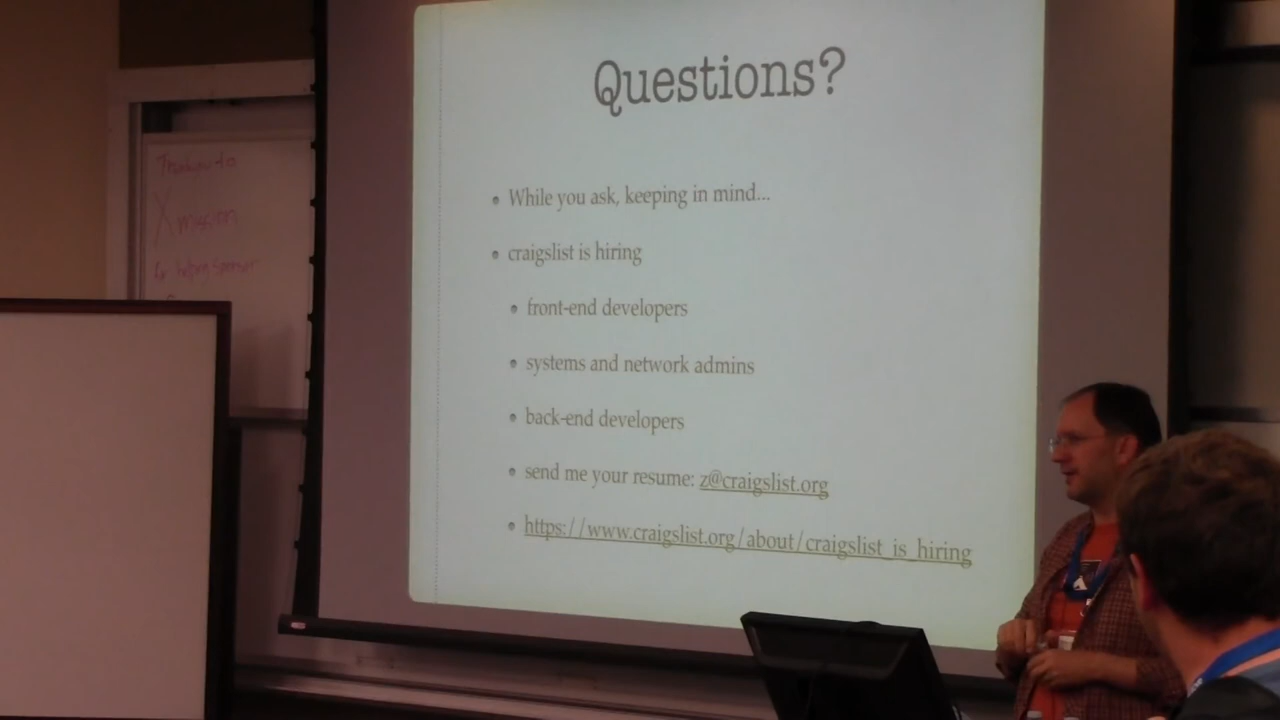 Questions?
While you ask, keeping in mind...
craigslist is hiring
front-end developers
systems and network admins
back-end developers
send me your resume: z@craigslist.org
https://www.craigslist.org/about/craigslist_is_hiring
X mission